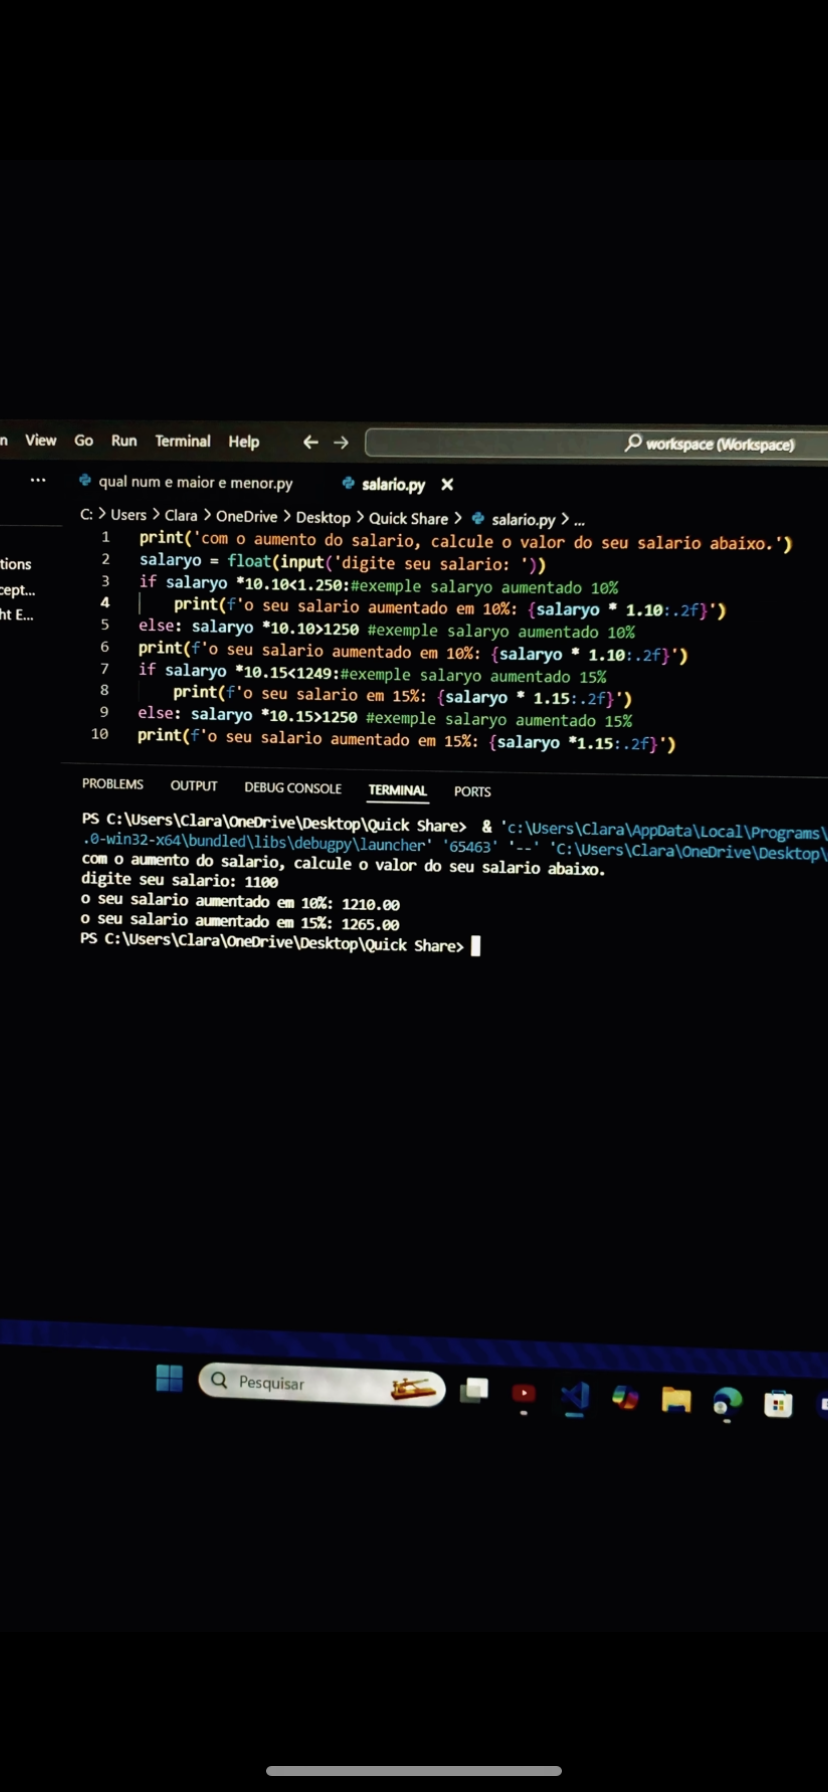 n View Go Run Terminal Help ← → workspace (Workspace)
... qual num e maior e menor.py salario.py X
C: > Users > Clara > OneDrive > Desktop > Quick Share > salario.py > ...
tions
cept...
ht E...
1 print('com o aumento do salario, calcule o valor do seu salario abaixo.')
2 salaryo = float(input('digite seu salario: '))
3 if salaryo *10.10<1.250:#exemple salaryo aumentado 10%
4 print(f'o seu salario aumentado em 10%: {salaryo * 1.10:.2f}')
5 else: salaryo *10.10>1250 #exemple salaryo aumentado 10%
6 print(f'o seu salario aumentado em 10%: {salaryo * 1.10:.2f}')
7 if salaryo *10.15<1249:#exemple salaryo aumentado 15%
8 print(f'o seu salario em 15%: {salaryo * 1.15:.2f}')
9 else: salaryo *10.15>1250 #exemple salaryo aumentado 15%
10 print(f'o seu salario aumentado em 15%: {salaryo *1.15:.2f}')
PROBLEMS OUTPUT DEBUG CONSOLE TERMINAL PORTS
PS C:\Users\Clara\OneDrive\Desktop\Quick Share> & 'c:\Users\Clara\AppData\Local\Programs\
.0-win32-x64\bundled\libs\debugpy\launcher' '65463' '--' 'C:\Users\Clara\OneDrive\Desktop\
com o aumento do salario, calcule o valor do seu salario abaixo.
digite seu salario: 1100
o seu salario aumentado em 10%: 1210.00
o seu salario aumentado em 15%: 1265.00
PS C:\Users\Clara\OneDrive\Desktop\Quick Share>
Pesquisar